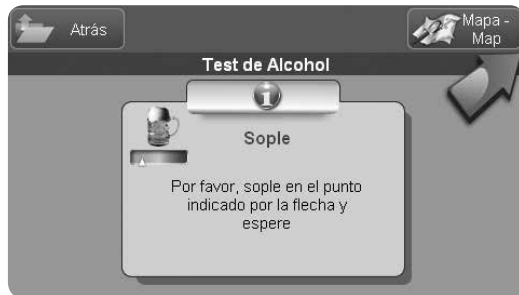 Atrás
Mapa -
Map
Test de Alcohol
Sople
Por favor, sople en el punto
indicado por la flecha y
espere